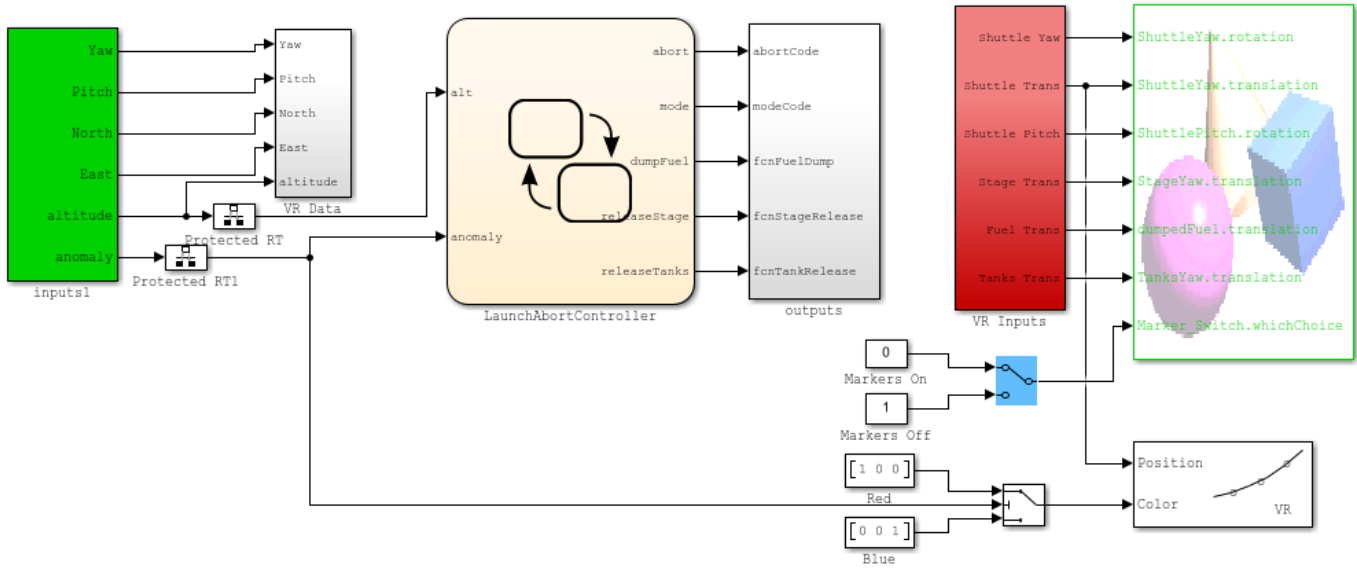 Yaw
Pitch
North
East
altitude
anomaly
inputs1
Yaw
Pitch
North
East
altitude
VR Data
Protected RT
Protected RT1
alt
anomaly
abort
mode
dumpFuel
releaseStage
releaseTanks
LaunchAbortController
abortCode
modeCode
fcnFuelDump
fcnStageRelease
fcnTankRelease
outputs
Shuttle Yaw
Shuttle Trans
Shuttle Pitch
Stage Trans
Fuel Trans
Tanks Trans
VR Inputs
ShuttleYaw.rotation
ShuttleYaw.translation
ShuttlePitch.rotation
StageYaw.translation
dumpedFuel.translation
TanksYaw.translation
Marker_Switch.whichChoice
0
Markers On
1
Markers Off
[1 0 0]
Red
[0 0 1]
Blue
Position
Color
VR